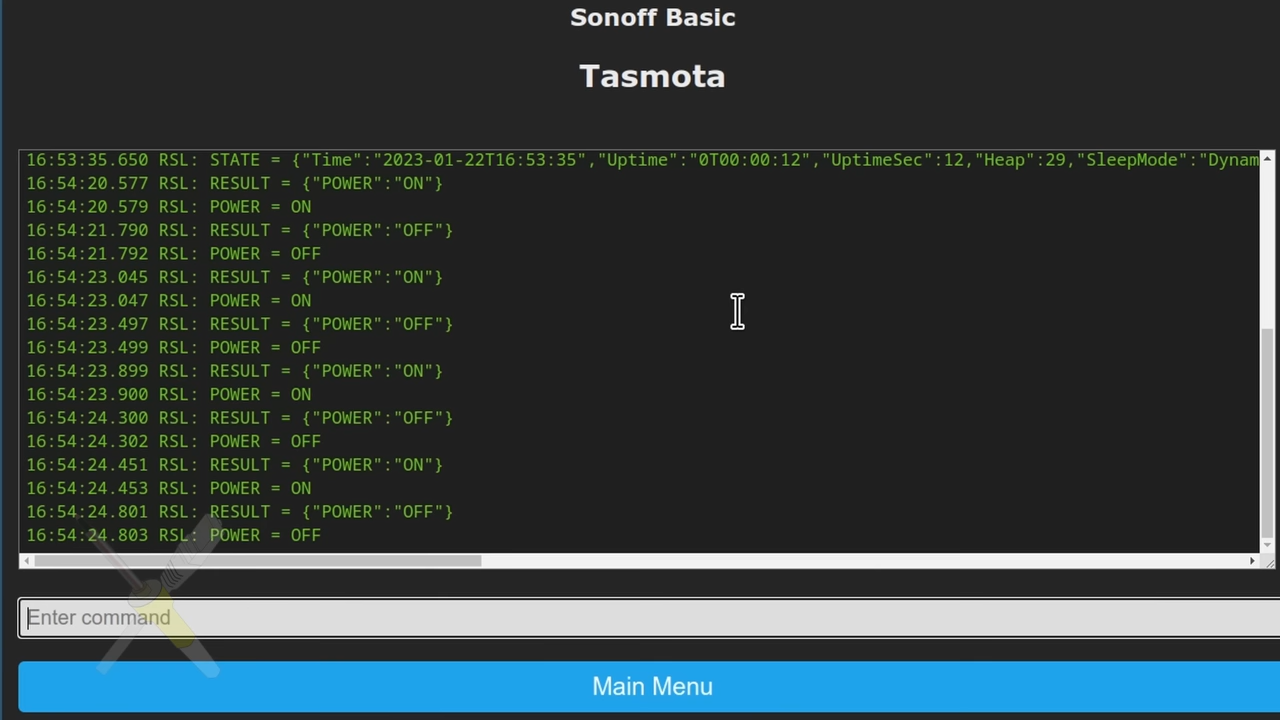 Sonoff Basic
Tasmota
16:53:35.650 RSL: STATE = {"Time":"2023-01-22T16:53:35","Uptime":"0T00:00:12","UptimeSec":12,"Heap":29,"SleepMode":"Dynam
16:54:20.577 RSL: RESULT = {"POWER":"ON"}
16:54:20.579 RSL: POWER = ON
16:54:21.790 RSL: RESULT = {"POWER":"OFF"}
16:54:21.792 RSL: POWER = OFF
16:54:23.045 RSL: RESULT = {"POWER":"ON"}
16:54:23.047 RSL: POWER = ON
16:54:23.497 RSL: RESULT = {"POWER":"OFF"}
16:54:23.499 RSL: POWER = OFF
16:54:23.899 RSL: RESULT = {"POWER":"ON"}
16:54:23.900 RSL: POWER = ON
16:54:24.300 RSL: RESULT = {"POWER":"OFF"}
16:54:24.302 RSL: POWER = OFF
16:54:24.451 RSL: RESULT = {"POWER":"ON"}
16:54:24.453 RSL: POWER = ON
16:54:24.801 RSL: RESULT = {"POWER":"OFF"}
16:54:24.803 RSL: POWER = OFF
Enter command
Main Menu